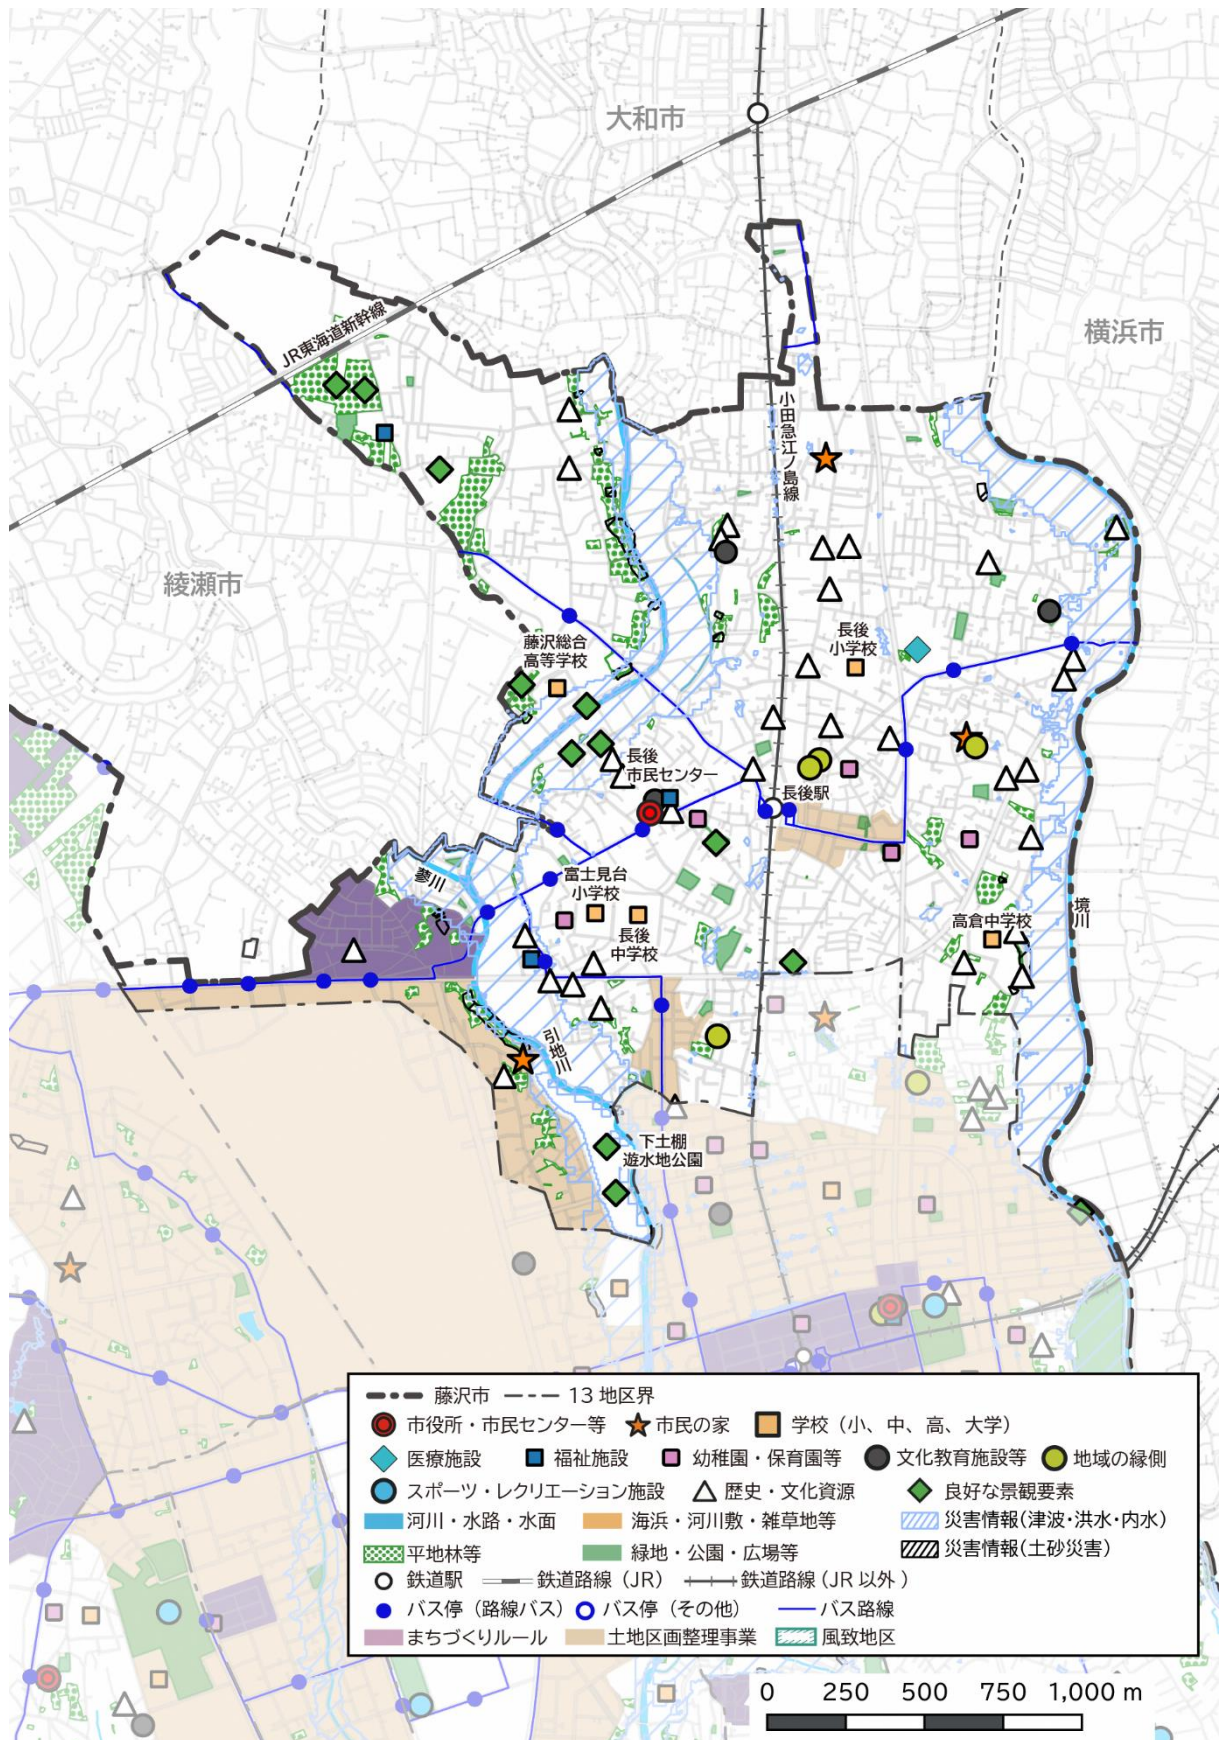 大和市
横浜市
JR東海道新幹線
小田急江ノ島線
綾瀬市
藤沢総合
高等学校
長後
小学校
長後
市民センター
長後駅
蓼川
富士見台
小学校
長後
中学校
高倉中学校
境川
引地川
下土棚
遊水地公園
藤沢市 13地区界
市役所・市民センター等 市民の家 学校（小、中、高、大学）
医療施設 福祉施設 幼稚園・保育園等 文化教育施設等 地域の縁側
スポーツ・レクリエーション施設 歴史・文化資源 良好な景観要素
河川・水路・水面 海浜・河川敷・雑草地等 災害情報(津波・洪水・内水)
平地林等 緑地・公園・広場等 災害情報(土砂災害)
鉄道駅 鉄道路線（JR） 鉄道路線(JR以外)
バス停（路線バス） バス停（その他） バス路線
まちづくりルール 土地区画整理事業 風致地区
0 250 500 750 1,000 m